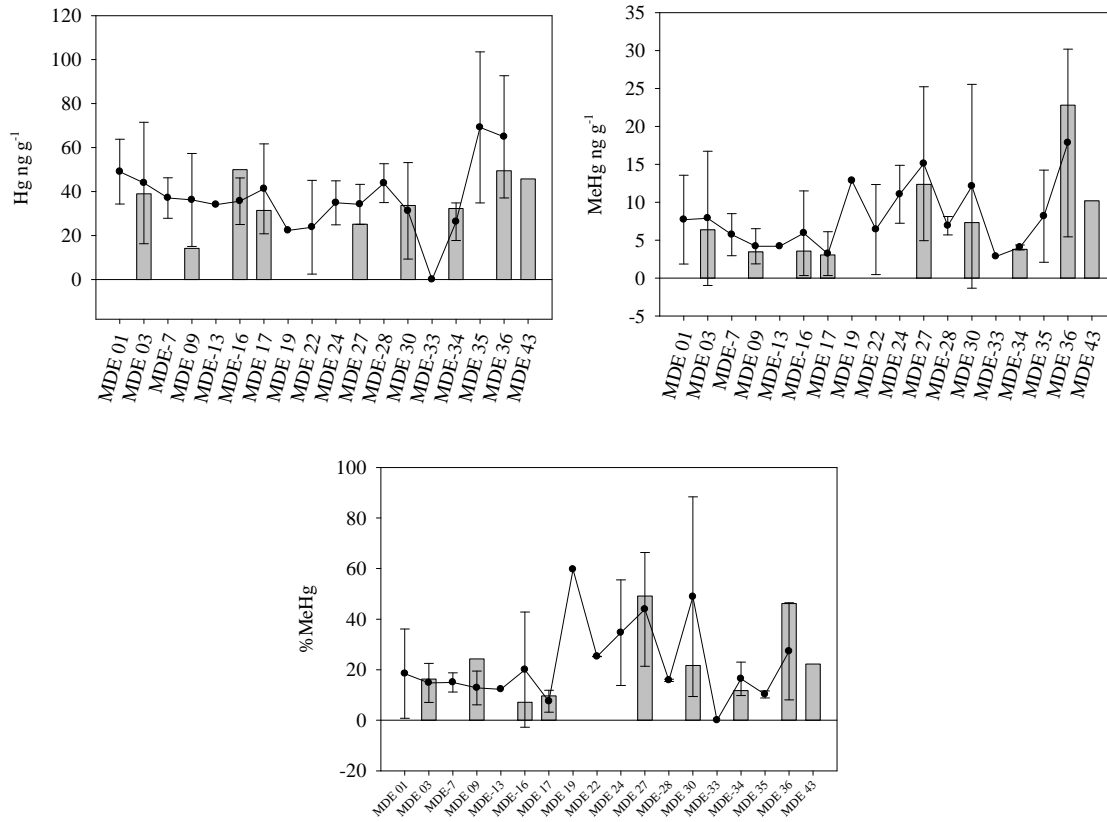 120
100
80
60
40
20
0
Hg ng g-1
MDE 01
MDE 03
MDE-7
MDE 09
MDE-13
MDE-16
MDE 17
MDE 19
MDE 22
MDE 24
MDE 27
MDE-28
MDE 30
MDE-33
MDE-34
MDE 35
MDE 36
MDE 43
35
30
25
20
15
10
5
0
-5
MeHg ng g-1
MDE 01
MDE 03
MDE-7
MDE 09
MDE-13
MDE-16
MDE 17
MDE 19
MDE 22
MDE 24
MDE 27
MDE-28
MDE 30
MDE-33
MDE-34
MDE 35
MDE 36
MDE 43
100
80
60
40
20
0
-20
%MeHg
MDE 01
MDE 03
MDE-7
MDE 09
MDE-13
MDE-16
MDE 17
MDE 19
MDE 22
MDE 24
MDE 27
MDE-28
MDE 30
MDE-33
MDE-34
MDE 35
MDE 36
MDE 43